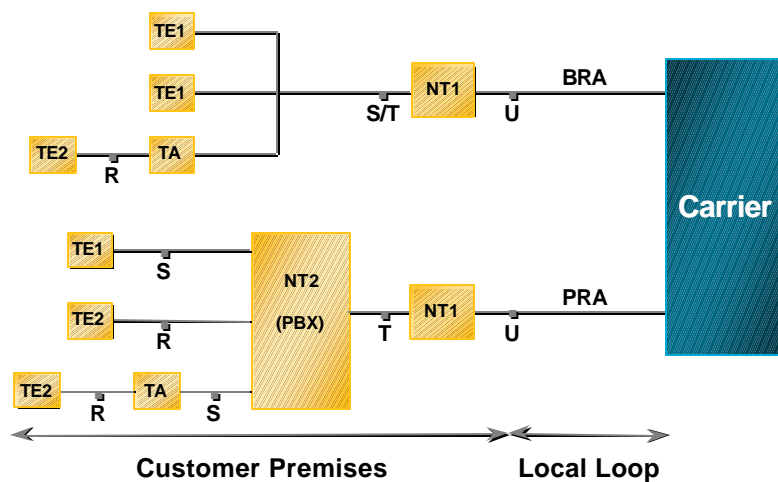 TE1
TE1
S/T
NT1
U
BRA
TE2
R
TA
Carrier
TE1
S
NT2
(PBX)
TE2
R
T
NT1
U
PRA
TE2
R
TA
S
Customer Premises
Local Loop